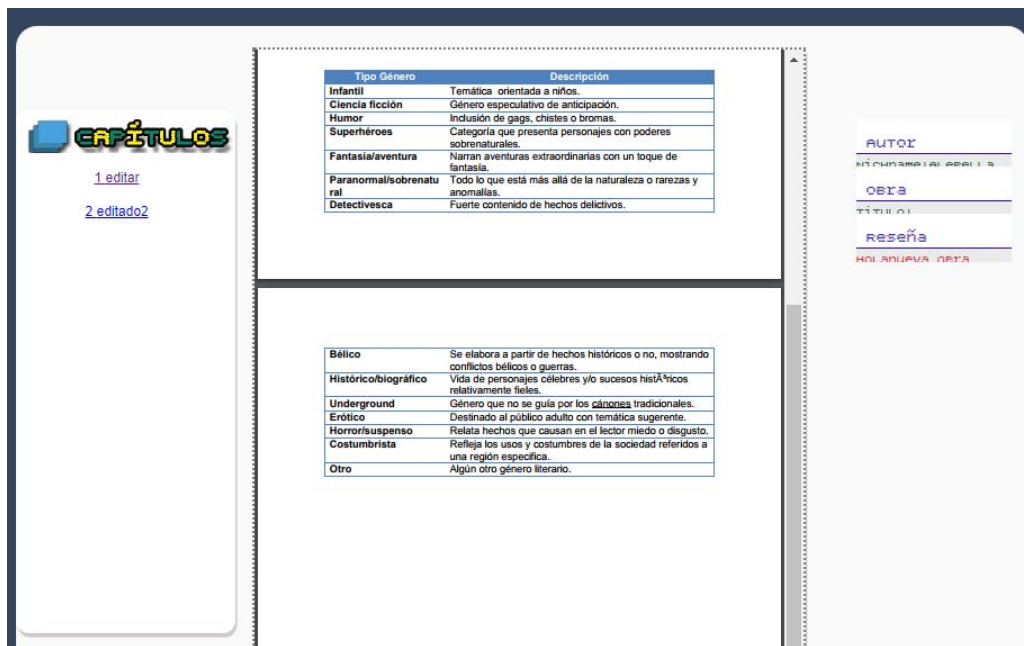 CAPÍTULOS
1 editar
2 editado2
Tipo Género Descripción
Infantil Temática orientada a niños.
Ciencia ficción Género especulativo de anticipación.
Humor Inclusión de gags, chistes o bromas.
Superhéroes Categoría que presenta personajes con poderes
sobrenaturales.
Fantasía/aventura Narran aventuras extraordinarias con un toque de
fantasía.
Paranormal/sobrenatu Todo lo que está más allá de la naturaleza o rarezas y
ral anomalías.
Detectivesca Fuerte contenido de hechos delictivos.
Bélico Se elabora a partir de hechos históricos o no, mostrando
conflictos bélicos o guerras.
Histórico/biográfico Vida de personajes célebres y/o sucesos histÃªricos
relativamente fieles.
Underground Género que no se guía por los cánones tradicionales.
Erótico Destinado al público adulto con temática sugerente.
Horror/suspenso Relata hechos que causan en el lector miedo o disgusto.
Costumbrista Refleja los usos y costumbres de la sociedad referidos a
una región especifica.
Otro Algún otro género literario.
Autor
Obra
Título:
Reseña
Holanueva obra